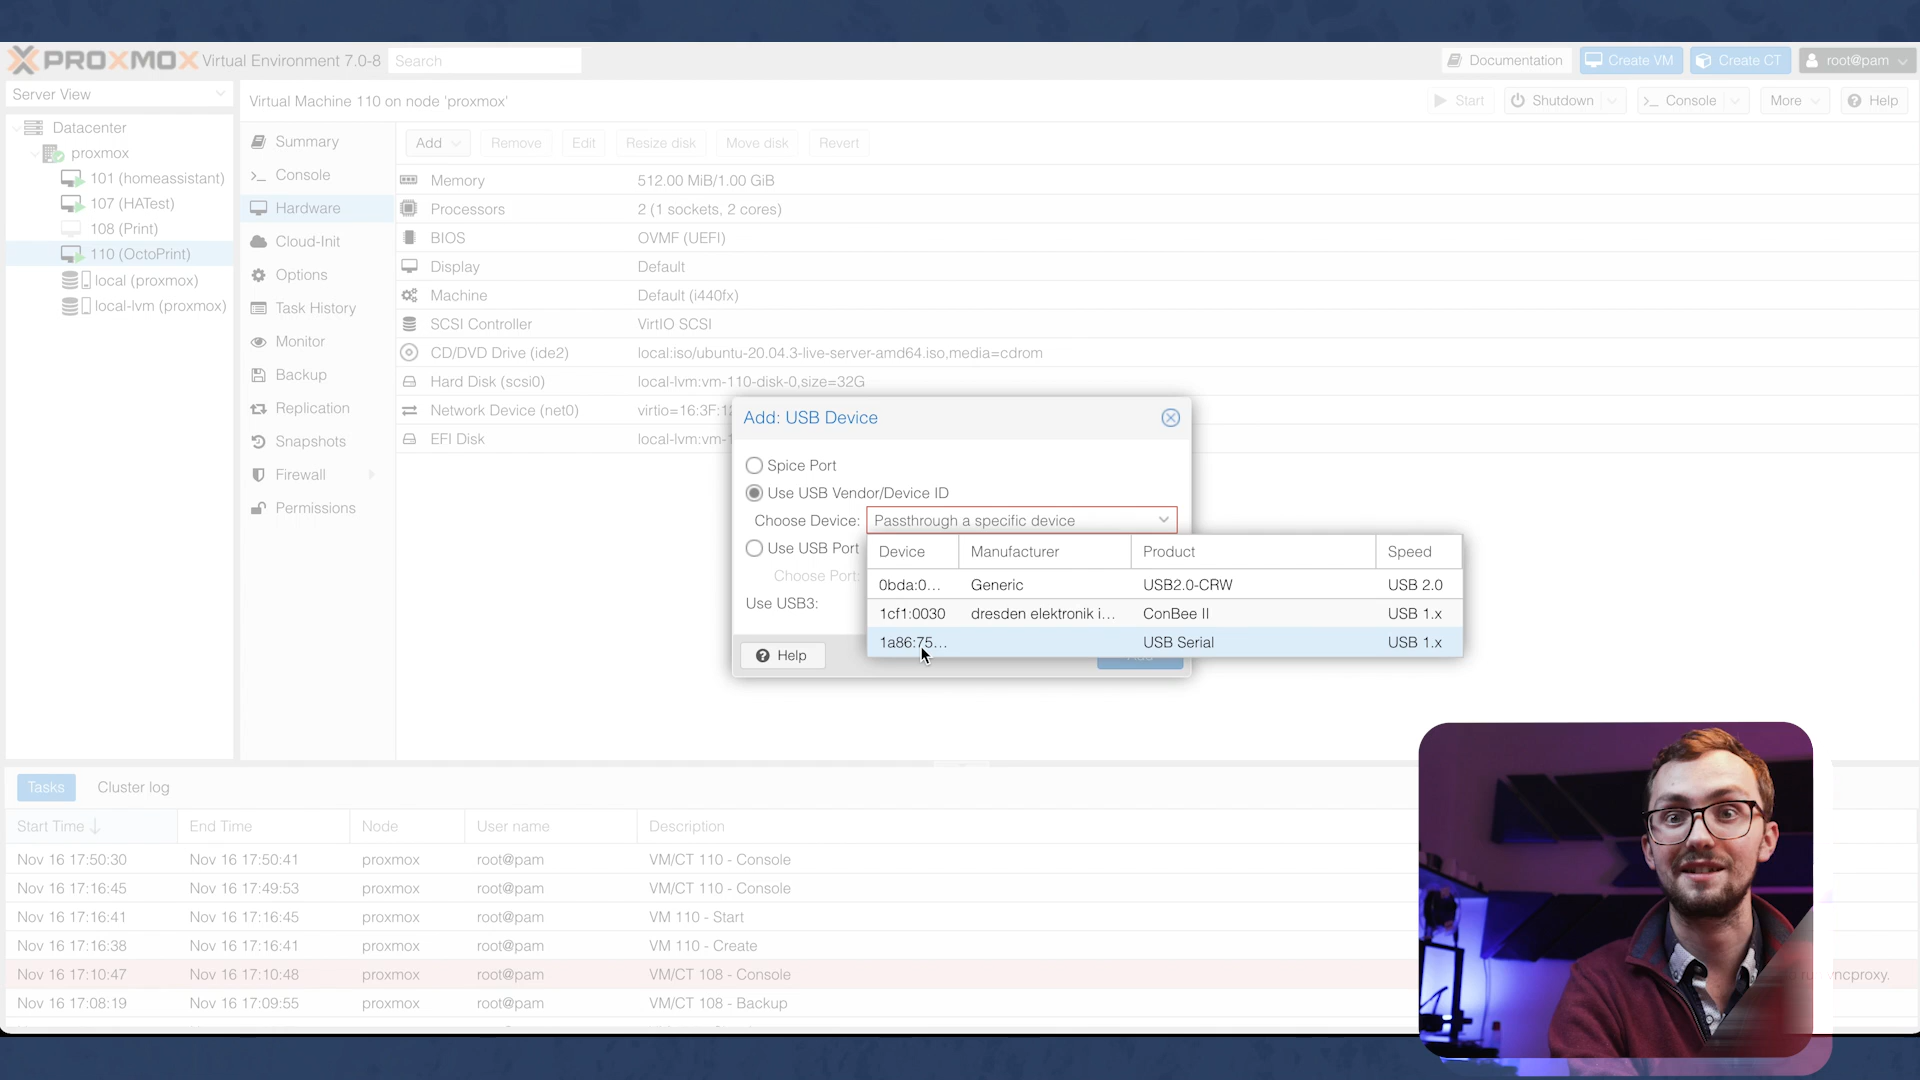 PROXMOX Virtual Environment 7.0-8 Search Documentation Create VM Create CT root@pam
Server View
Virtual Machine 110 on node 'proxmox' Start Shutdown Console More Help
Datacenter
proxmox
101 (homeassistant)
107 (HATest)
108 (Print)
110 (OctoPrint)
local (proxmox)
local-lvm (proxmox)
Summary
Console
Hardware
Cloud-Init
Options
Task History
Monitor
Backup
Replication
Snapshots
Firewall
Permissions
Add Remove Edit Resize disk Move disk Revert
Memory 512.00 MiB/1.00 GiB
Processors 2 (1 sockets, 2 cores)
BIOS OVMF (UEFI)
Display Default
Machine Default (i440fx)
SCSI Controller VirtIO SCSI
CD/DVD Drive (ide2) local:iso/ubuntu-20.04.3-live-server-amd64.iso,media=cdrom
Hard Disk (scsi0) local-lvm:vm-110-disk-0,size=32G
Network Device (net0) virtio=16:3F:1
EFI Disk local-lvm:vm-1
Add: USB Device
Spice Port
Use USB Vendor/Device ID
Choose Device: Passthrough a specific device
Use USB Port
Choose Port:
Use USB3:
Device Manufacturer Product Speed
0bda:0... Generic USB2.0-CRW USB 2.0
1cf1:0030 dresden elektronik i... ConBee II USB 1.x
1a86:75... USB Serial USB 1.x
Help
Tasks Cluster log
Start Time End Time Node User name Description
Nov 16 17:50:30 Nov 16 17:50:41 proxmox root@pam VM/CT 110 - Console
Nov 16 17:16:45 Nov 16 17:49:53 proxmox root@pam VM/CT 110 - Console
Nov 16 17:16:41 Nov 16 17:16:45 proxmox root@pam VM 110 - Start
Nov 16 17:16:38 Nov 16 17:16:41 proxmox root@pam VM 110 - Create
Nov 16 17:10:47 Nov 16 17:10:48 proxmox root@pam VM/CT 108 - Console
Nov 16 17:08:19 Nov 16 17:09:55 proxmox root@pam VM/CT 108 - Backup